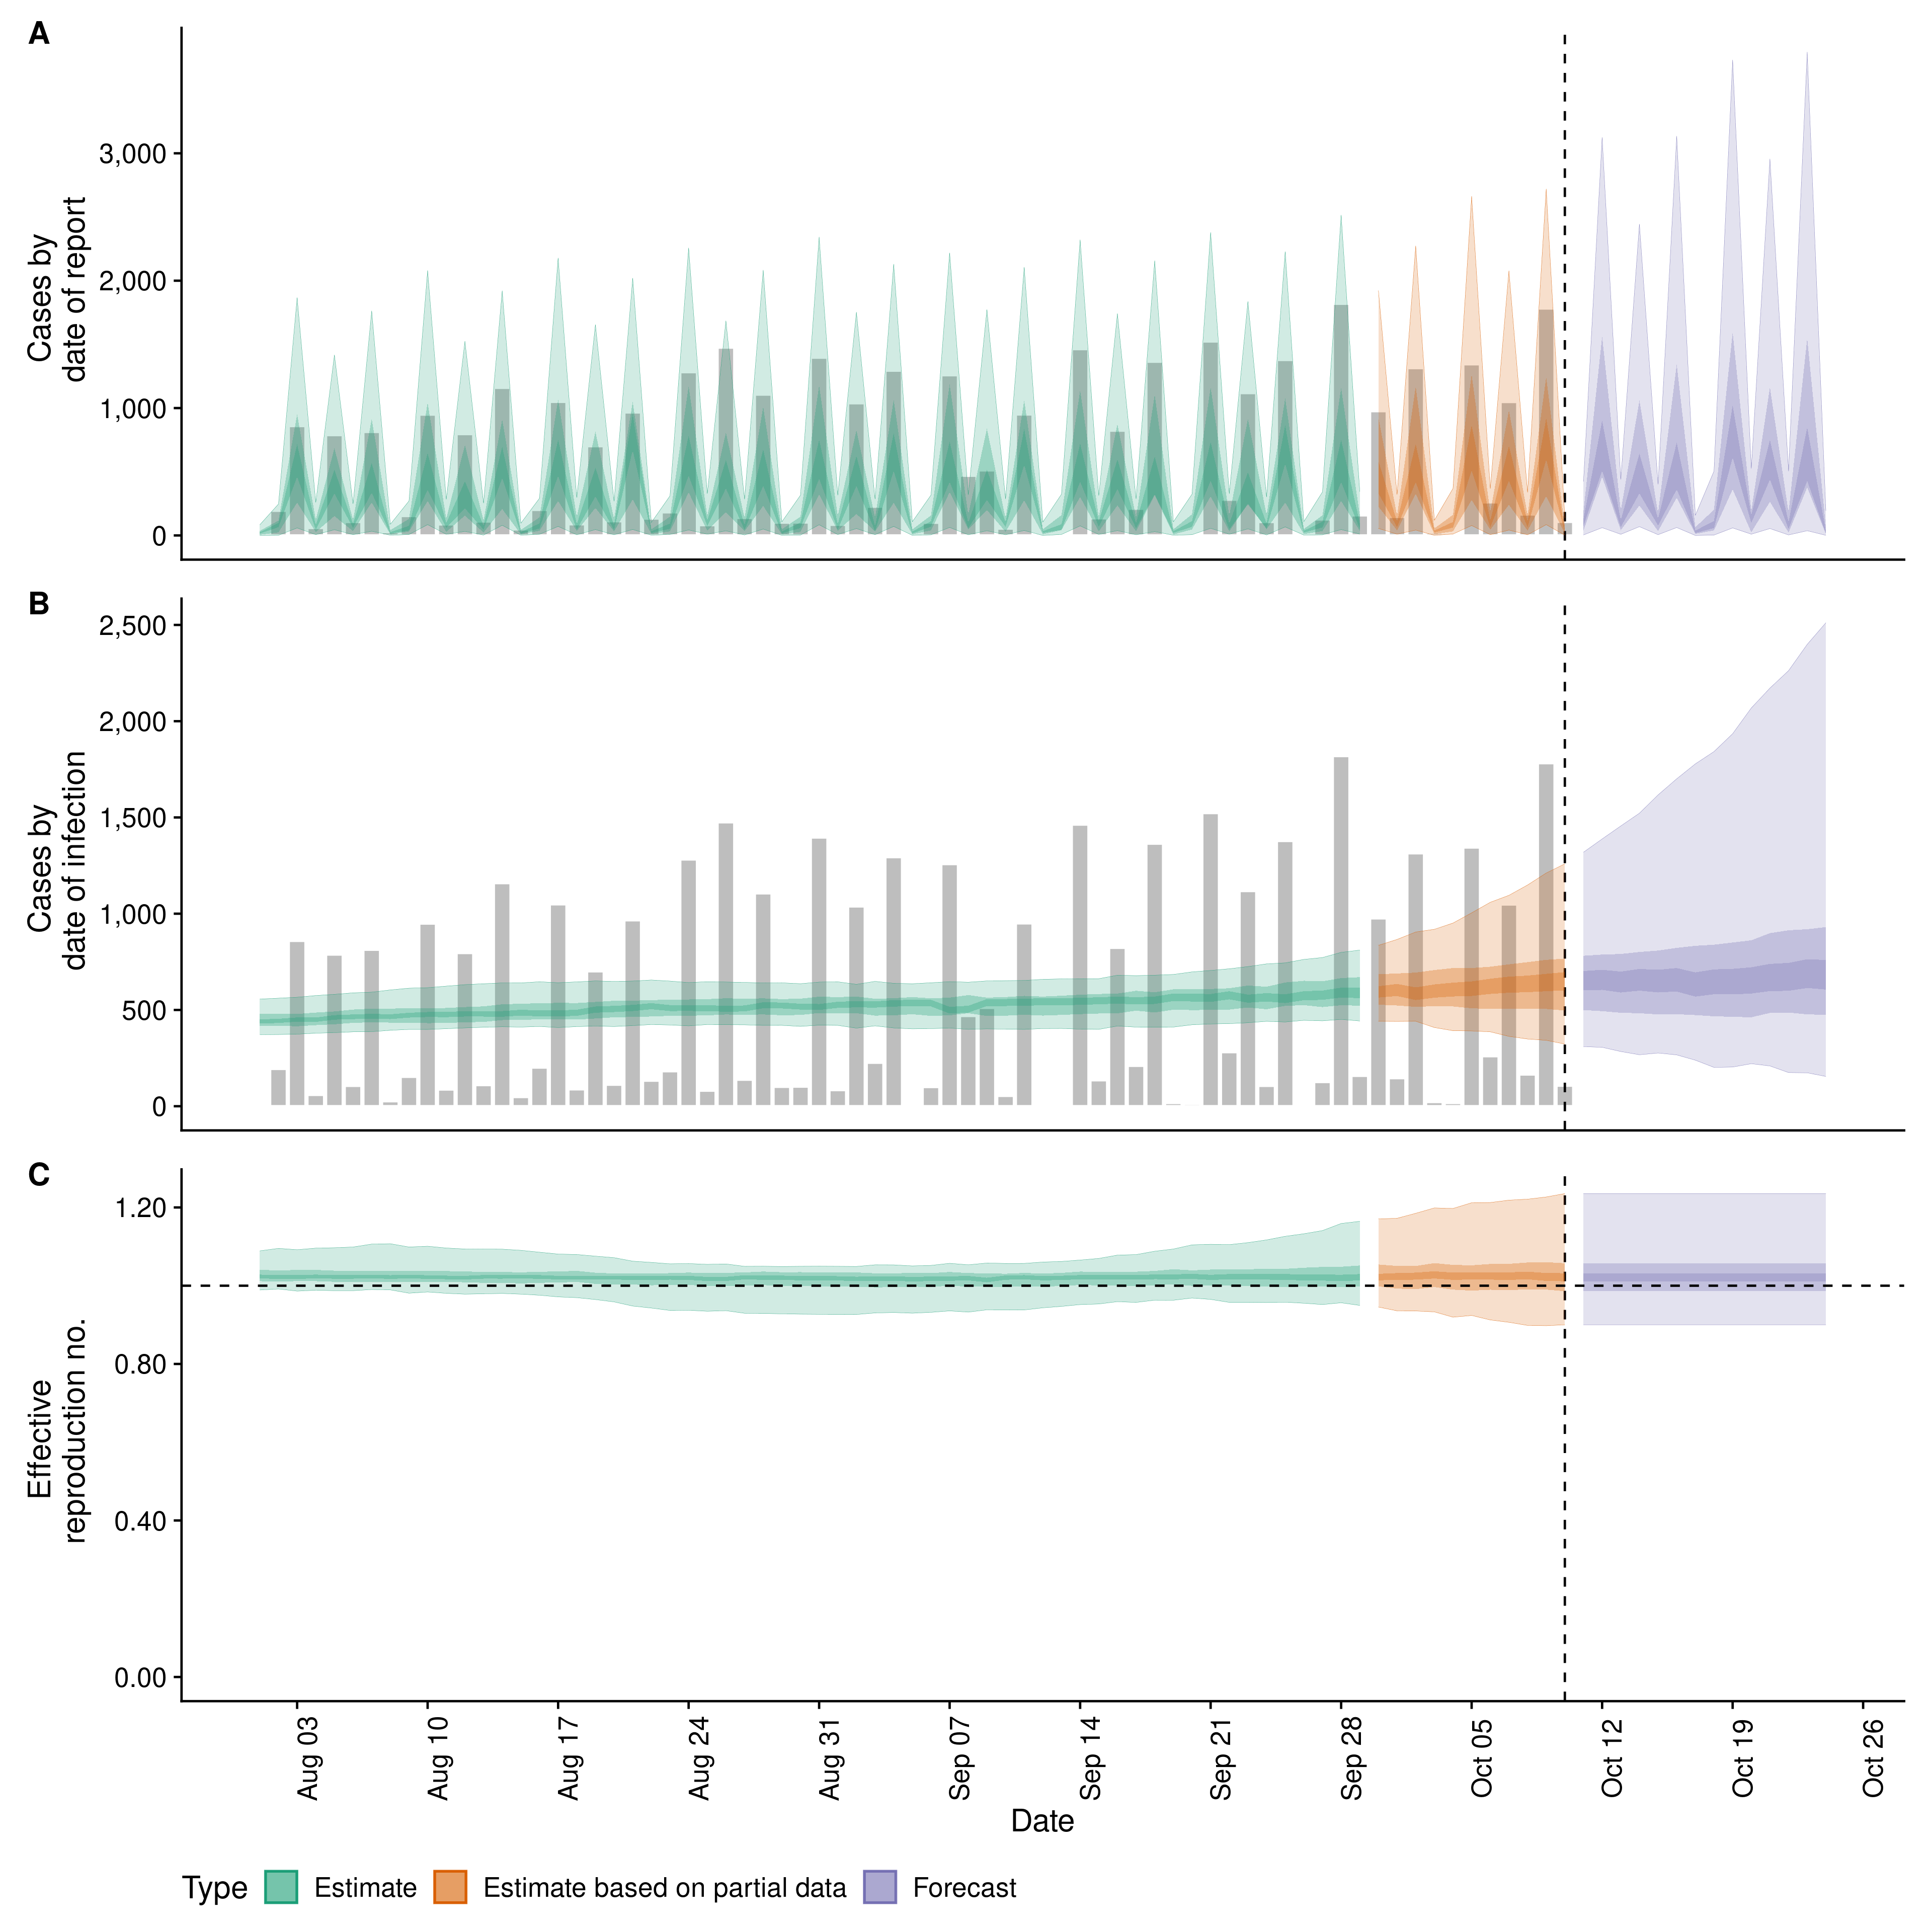 A
Cases by
date of report
3,000
2,000
1,000
0
B
Cases by
date of infection
2,500
2,000
1,500
1,000
500
0
C
Effective
reproduction no.
1.20
0.80
0.40
0.00
Aug 03
Aug 10
Aug 17
Aug 24
Aug 31
Sep 07
Sep 14
Sep 21
Sep 28
Oct 05
Oct 12
Oct 19
Oct 26
Date
Type
Estimate
Estimate based on partial data
Forecast